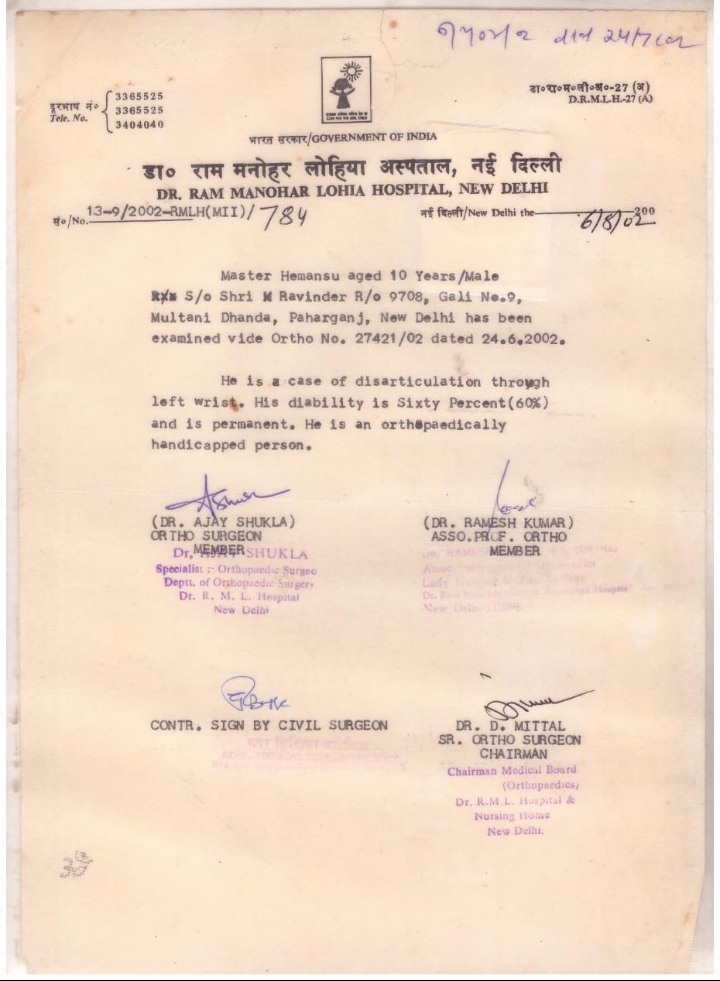 दूरभाष नं० 3365525
Tele. No. 3365525
3404040
डा०रा०म०लो०अ०-27 (अ)
D.R.M.L.H.-27 (A)
भारत सरकार/GOVERNMENT OF INDIA
डा० राम मनोहर लोहिया अस्पताल, नई दिल्ली
DR. RAM MANOHAR LOHIA HOSPITAL, NEW DELHI
सं०/No. 13-9/2002-RMLH(MII)/784
नई दिल्ली/New Delhi the 6/8/02 200
Master Hemansu aged 10 Years/Male
S/o Shri Ravinder R/o 9708, Gali No.9,
Multani Dhanda, Paharganj, New Delhi has been
examined vide Ortho No. 27421/02 dated 24.6.2002.
He is a case of disarticulation through
left wrist. His diability is Sixty Percent(60%)
and is permanent. He is an orthopaedically
handicapped person.
(DR. AJAY SHUKLA)
ORTHO SURGEON
MEMBER
Dr. AJAY SHUKLA
Specialist :- Orthopaedic Surgeo
Deptt. of Orthopaedic Surgery
Dr. R. M. L. Hospital
New Delhi
(DR. RAMESH KUMAR)
ASSO.PROF. ORTHO
MEMBER
CONTR. SIGN BY CIVIL SURGEON
DR. D. MITTAL
SR. ORTHO SURGEON
CHAIRMAN
Chairman Medical Board
(Orthopaedics)
Dr. R.M.L. Hospital &
Nursing Home
New Delhi.